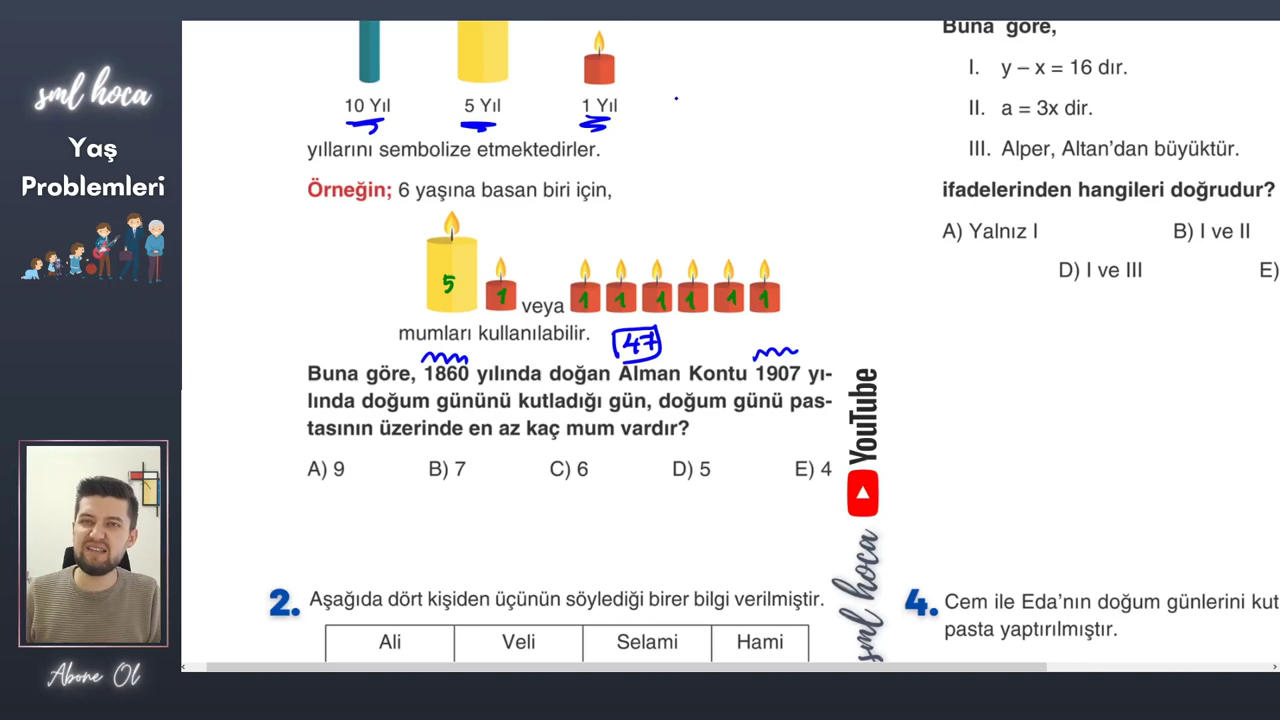 sml hoca
Yaş
Problemleri
Abone Ol
10 Yıl 5 Yıl 1 Yıl
yıllarını sembolize etmektedirler.
Örneğin; 6 yaşına basan biri için,
5 1 veya 1 1 1 1 1 1
mumları kullanılabilir.
47
Buna göre, 1860 yılında doğan Alman Kontu 1907 yı-
lında doğum gününü kutladığı gün, doğum günü pas-
tasının üzerinde en az kaç mum vardır?
A) 9 B) 7 C) 6 D) 5 E) 4
2. Aşağıda dört kişiden üçünün söylediği birer bilgi verilmiştir.
Ali Veli Selami Hami
sml hoca YouTube
Buna göre,
I. y – x = 16 dır.
II. a = 3x dir.
III. Alper, Altan’dan büyüktür.
ifadelerinden hangileri doğrudur?
A) Yalnız I B) I ve II
D) I ve III E)
4. Cem ile Eda’nın doğum günlerini kut
pasta yaptırılmıştır.